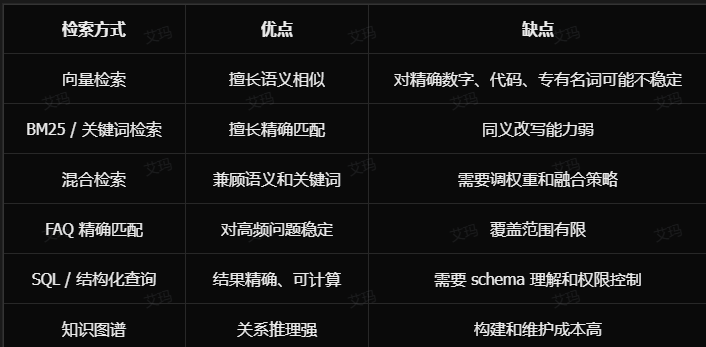 检索方式 优点 缺点
向量检索 擅长语义相似 对精确数字、代码、专有名词可能不稳定
BM25 / 关键词检索 擅长精确匹配 同义改写能力弱
混合检索 兼顾语义和关键词 需要调权重和融合策略
FAQ 精确匹配 对高频问题稳定 覆盖范围有限
SQL / 结构化查询 结果精确、可计算 需要 schema 理解和权限控制
知识图谱 关系推理强 构建和维护成本高
艾玛